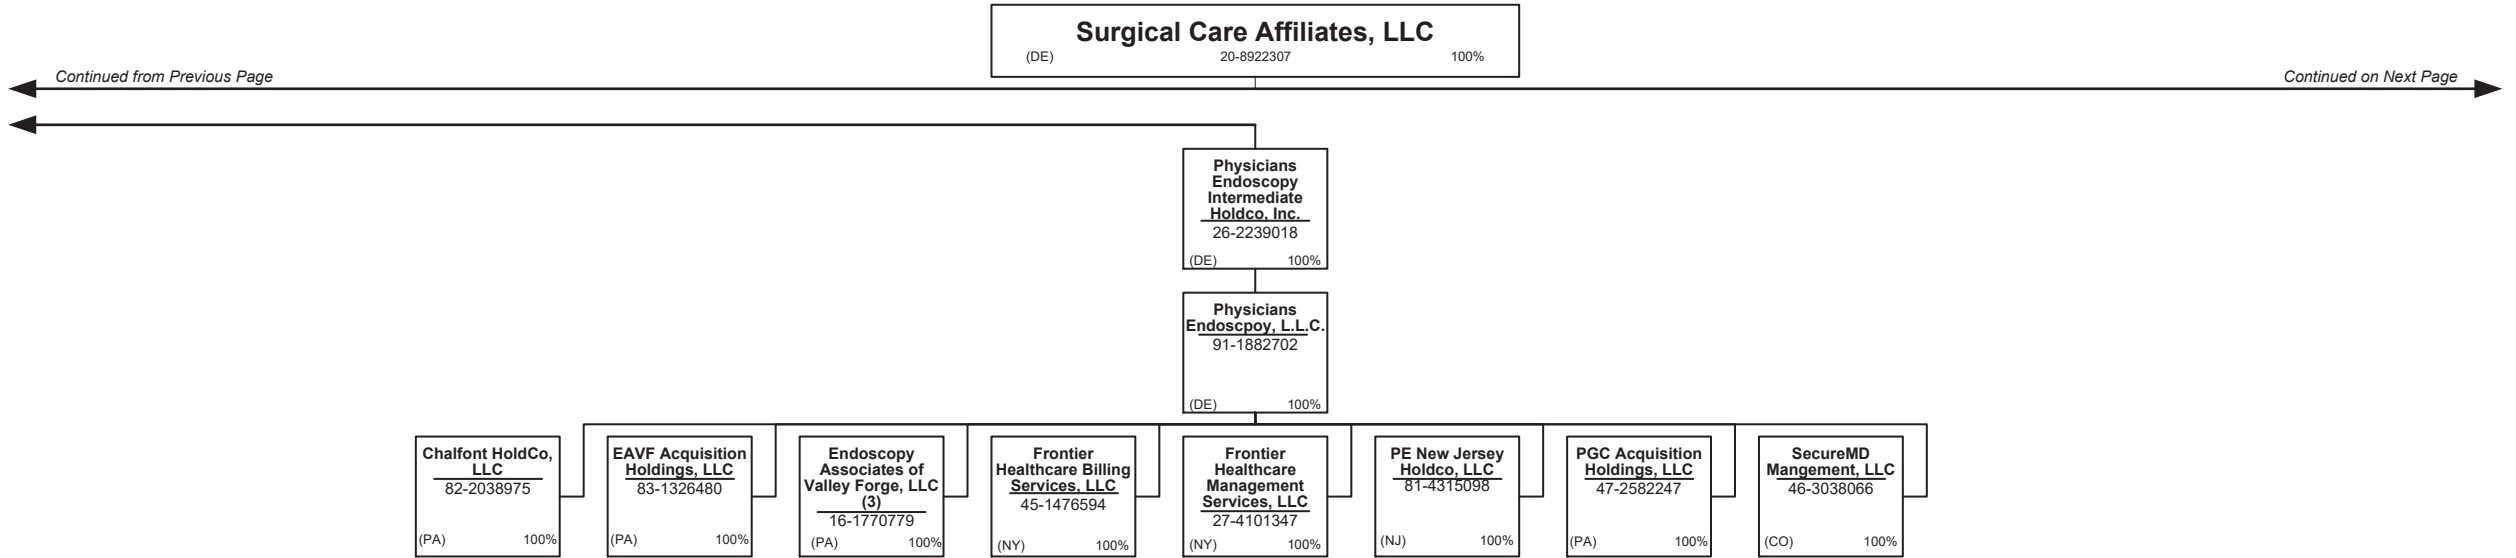 Surgical Care Affiliates, LLC
(DE) 20-8922307 100%
Continued from Previous Page
Continued on Next Page
Physicians
Endoscopy
Intermediate
Holdco, Inc.
26-2239018
(DE) 100%
Physicians
Endoscpoy, L.L.C.
91-1882702
(DE) 100%
Chalfont HoldCo,
LLC
82-2038975
(PA) 100%
EAVF Acquisition
Holdings, LLC
83-1326480
(PA) 100%
Endoscopy
Associates of
Valley Forge, LLC
(3)
16-1770779
(PA) 100%
Frontier
Healthcare Billing
Services, LLC
45-1476594
(NY) 100%
Frontier
Healthcare
Management
Services, LLC
27-4101347
(NY) 100%
PE New Jersey
Holdco, LLC
81-4315098
(NJ) 100%
PGC Acquisition
Holdings, LLC
47-2582247
(PA) 100%
SecureMD
Mangement, LLC
46-3038066
(CO) 100%